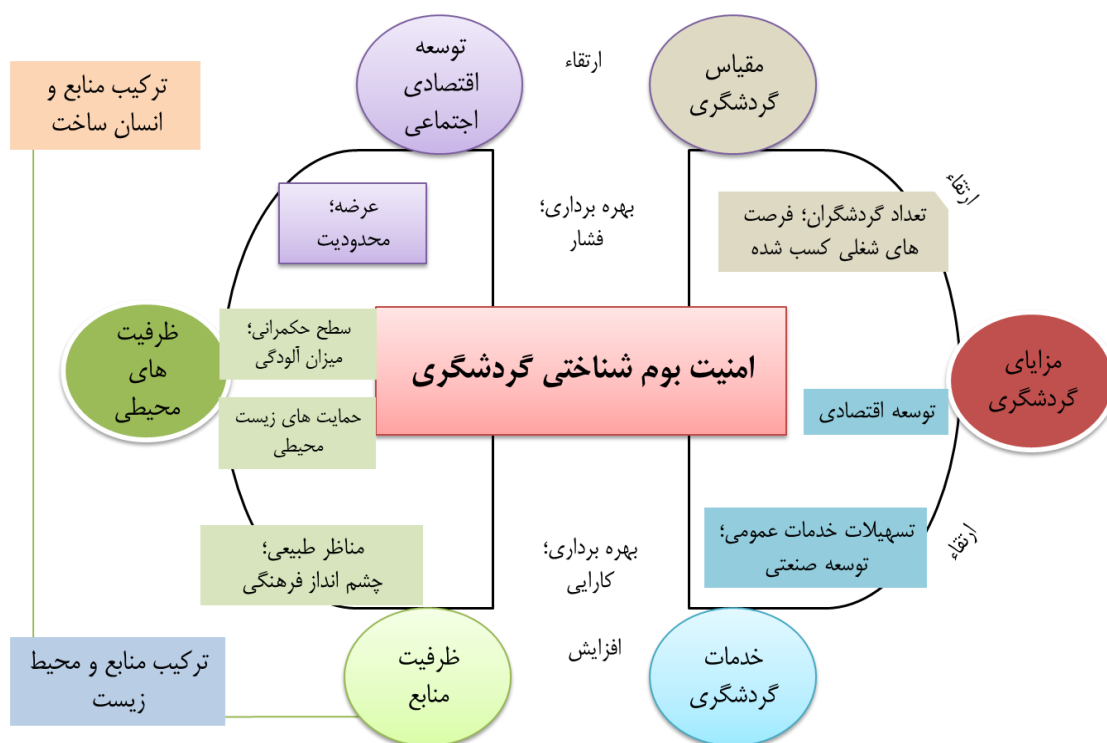 توسعه
اقتصادی
اجتماعی
ارتقاء
مقیاس
گردشگری
ترکیب منابع و
انسان ساخت
ارتقاء
عرضه؛
محدودیت
بهره برداری؛
فشار
تعداد گردشگران؛ فرصت
های شغلی کسب شده
ظرفیت
های
محیطی
سطح حکمرانی؛
میزان آلودگی
امنیت بوم شناختی گردشگری
مزایای
گردشگری
حمایت های زیست
محیطی
توسعه اقتصادی
مناظر طبیعی؛
چشم انداز فرهنگی
بهره برداری؛
کارایی
تسهیلات خدمات عمومی؛
توسعه صنعتی
ارتقاء
ترکیب منابع و محیط
زیست
ظرفیت
منابع
افزایش
خدمات
گردشگری